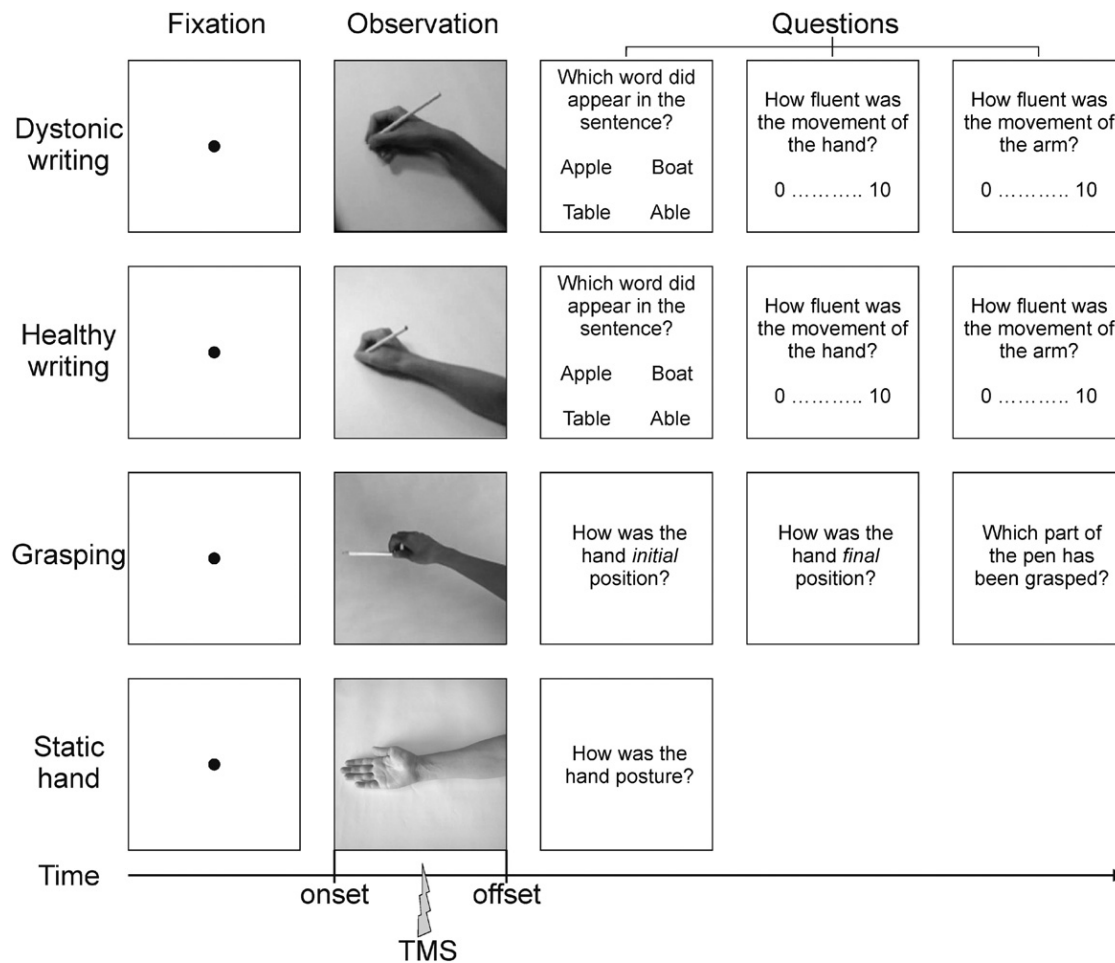 Fixation Observation Questions
Dystonic
writing
Which word did
appear in the
sentence?
Apple Boat
Table Able
How fluent was
the movement of
the hand?
0 ……….. 10
How fluent was
the movement of
the arm?
0 ……….. 10
Healthy
writing
Which word did
appear in the
sentence?
Apple Boat
Table Able
How fluent was
the movement of
the hand?
0 ……….. 10
How fluent was
the movement of
the arm?
0 ……….. 10
Grasping
How was the
hand initial
position?
How was the
hand final
position?
Which part of
the pen has
been grasped?
Static
hand
How was the
hand posture?
Time
onset offset
TMS